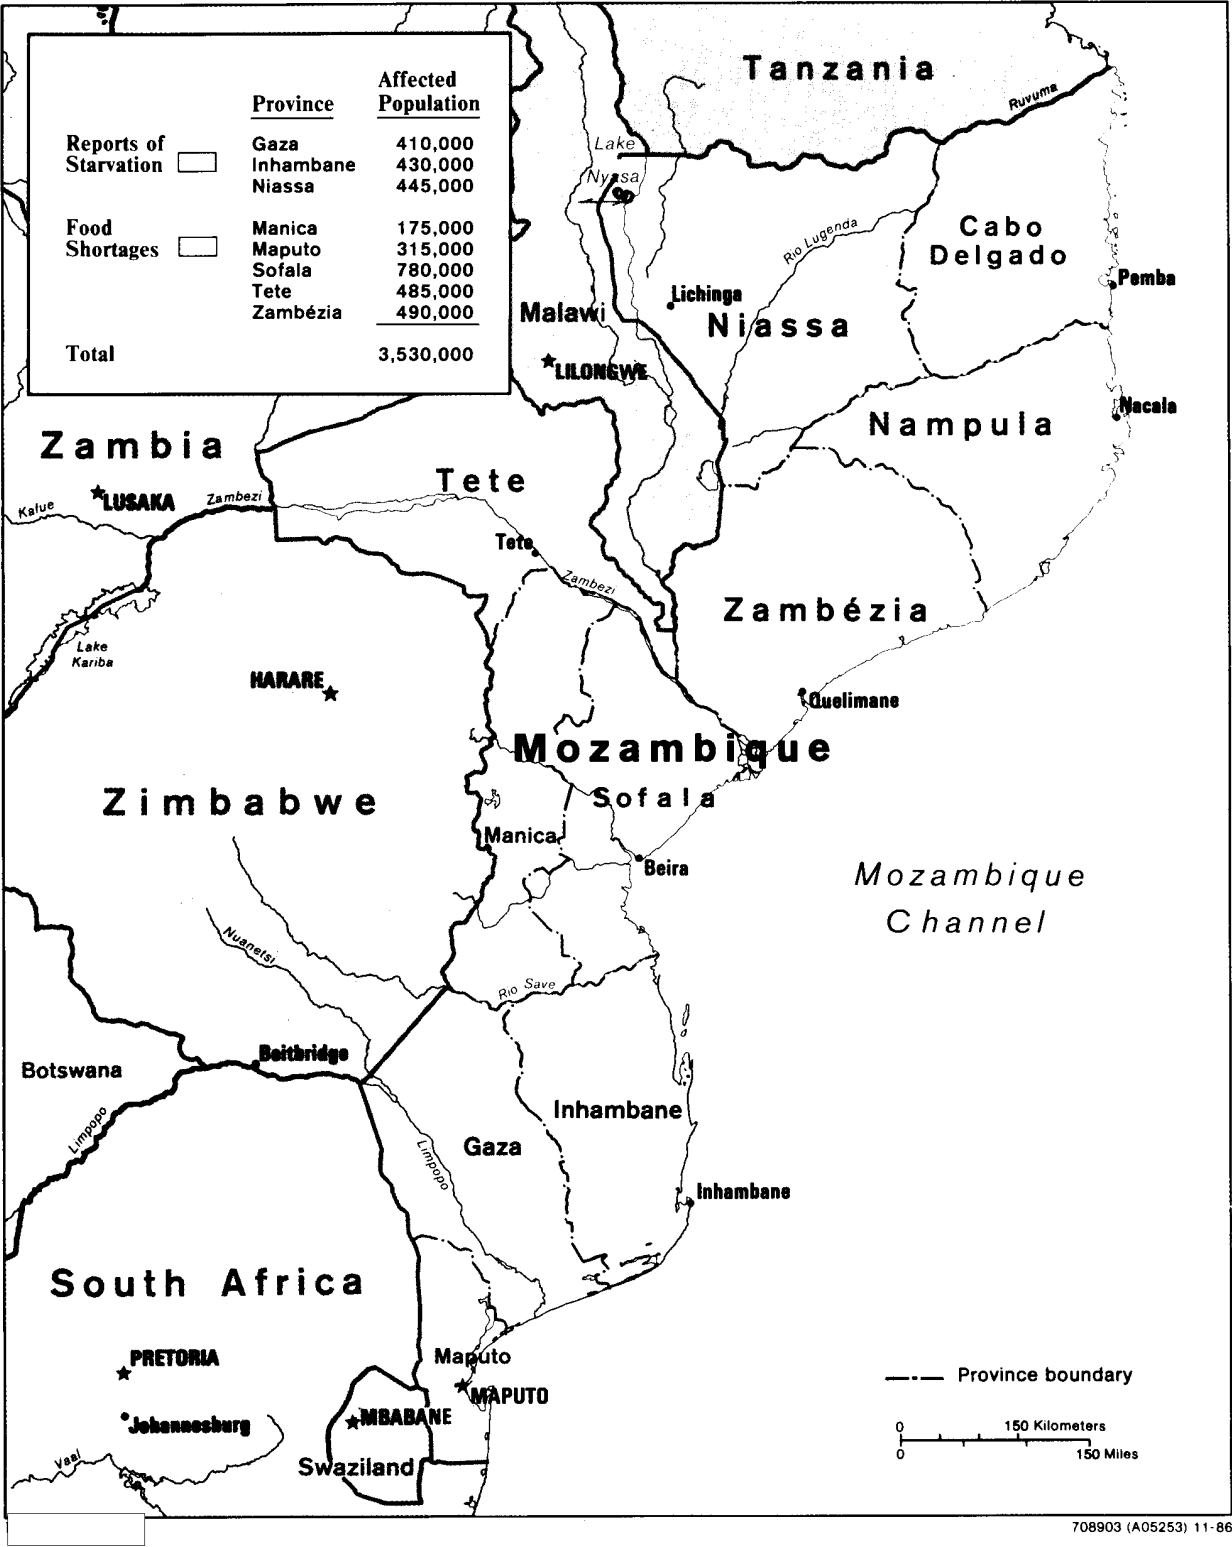 Affected
Province Population
Reports of Gaza 410,000
Starvation Inhambane 430,000
Niassa 445,000
Food Manica 175,000
Shortages Maputo 315,000
Sofala 780,000
Tete 485,000
Zambézia 490,000
Total 3,530,000
Tanzania
Ruvuma
Lake
Nyasa
Rio Lugenda
Cabo
Delgado
Pemba
Lichinga
Malawi
Niassa
LILONGWE
Nacala
Nampula
Zambia
Tete
LUSAKA
Zambezi
Kafue
Tete
Zambezi
Zambézia
Lake
Kariba
HARARE
Quelimane
Mozambique
Zimbabwe
Sofala
Manica
Beira
Mozambique
Channel
Nuanetsi
Rio Save
Beitbridge
Botswana
Limpopo
Inhambane
Gaza
Limpopo
Inhambane
South Africa
PRETORIA
Maputo
MAPUTO
Province boundary
Johannesburg
MBABANE
0 150 Kilometers
0 150 Miles
Vaal
Swaziland
708903 (A05253) 11-86